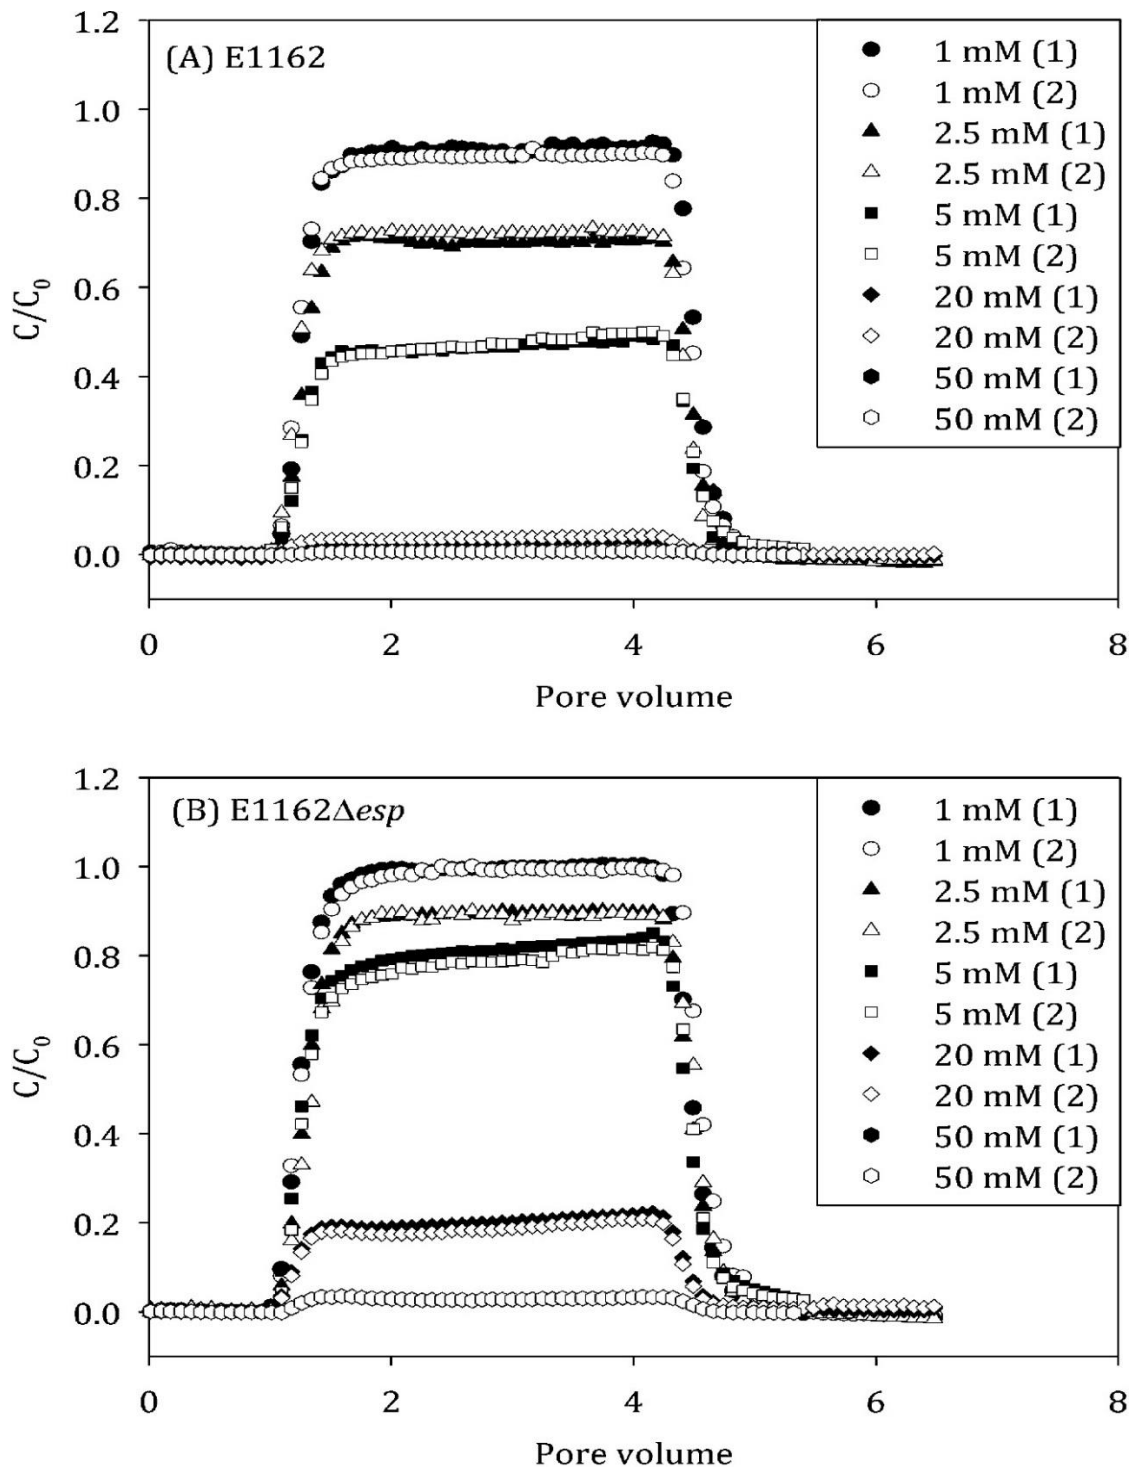 1.2
(A) E1162
1.0
0.8
0.6
0.4
0.2
0.0
C/C0
0 2 4 6 8
Pore volume
1 mM (1)
1 mM (2)
2.5 mM (1)
2.5 mM (2)
5 mM (1)
5 mM (2)
20 mM (1)
20 mM (2)
50 mM (1)
50 mM (2)
1.2
(B) E1162Δesp
1.0
0.8
0.6
0.4
0.2
0.0
C/C0
0 2 4 6 8
Pore volume
1 mM (1)
1 mM (2)
2.5 mM (1)
2.5 mM (2)
5 mM (1)
5 mM (2)
20 mM (1)
20 mM (2)
50 mM (1)
50 mM (2)